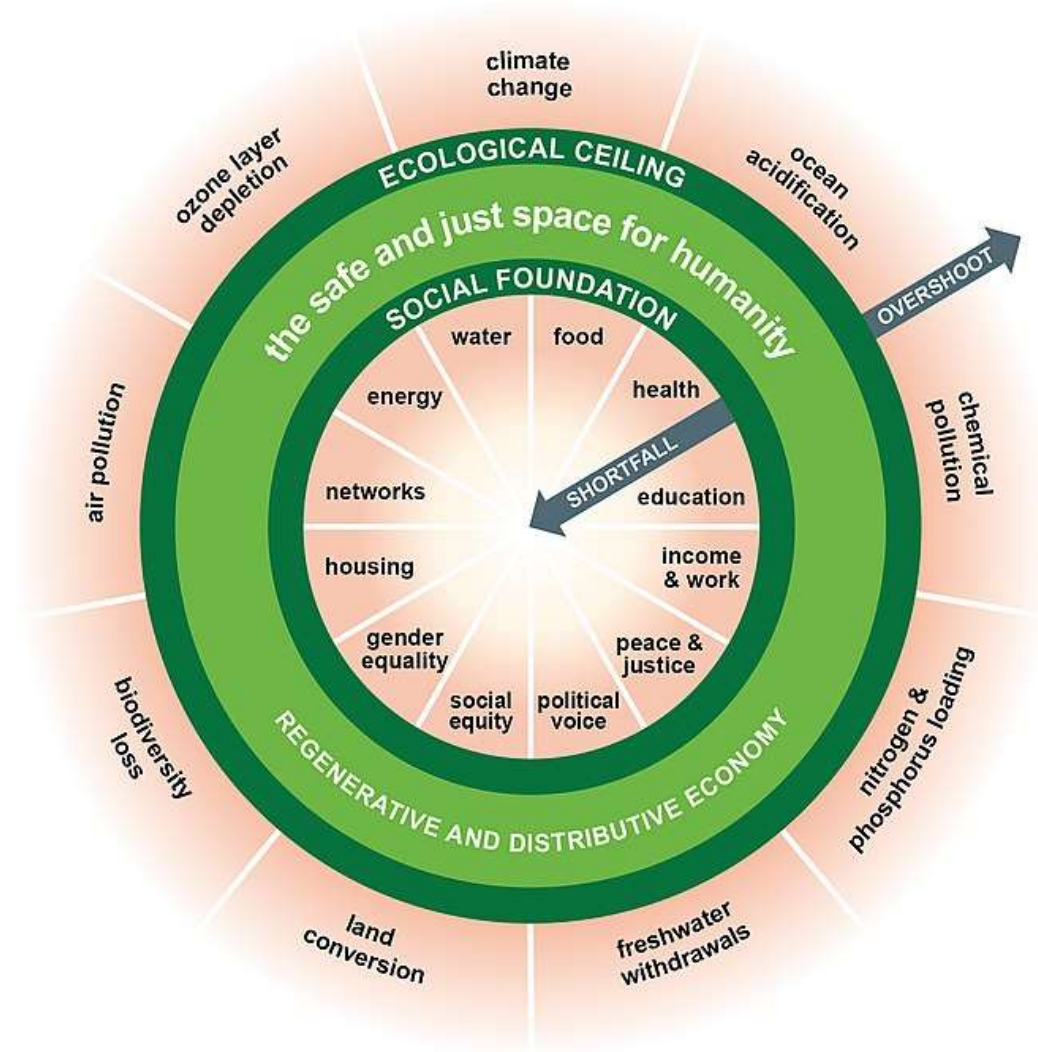 climate
change
ocean
acidification
chemical
pollution
nitrogen &
phosphorus loading
freshwater
withdrawals
land
conversion
biodiversity
loss
air pollution
ozone layer
depletion
ECOLOGICAL CEILING
the safe and just space for humanity
SOCIAL FOUNDATION
OVERSHOOT
SHORTFALL
water
food
health
education
income
& work
peace &
justice
political
voice
social
equity
gender
equality
housing
networks
energy
REGENERATIVE AND DISTRIBUTIVE ECONOMY